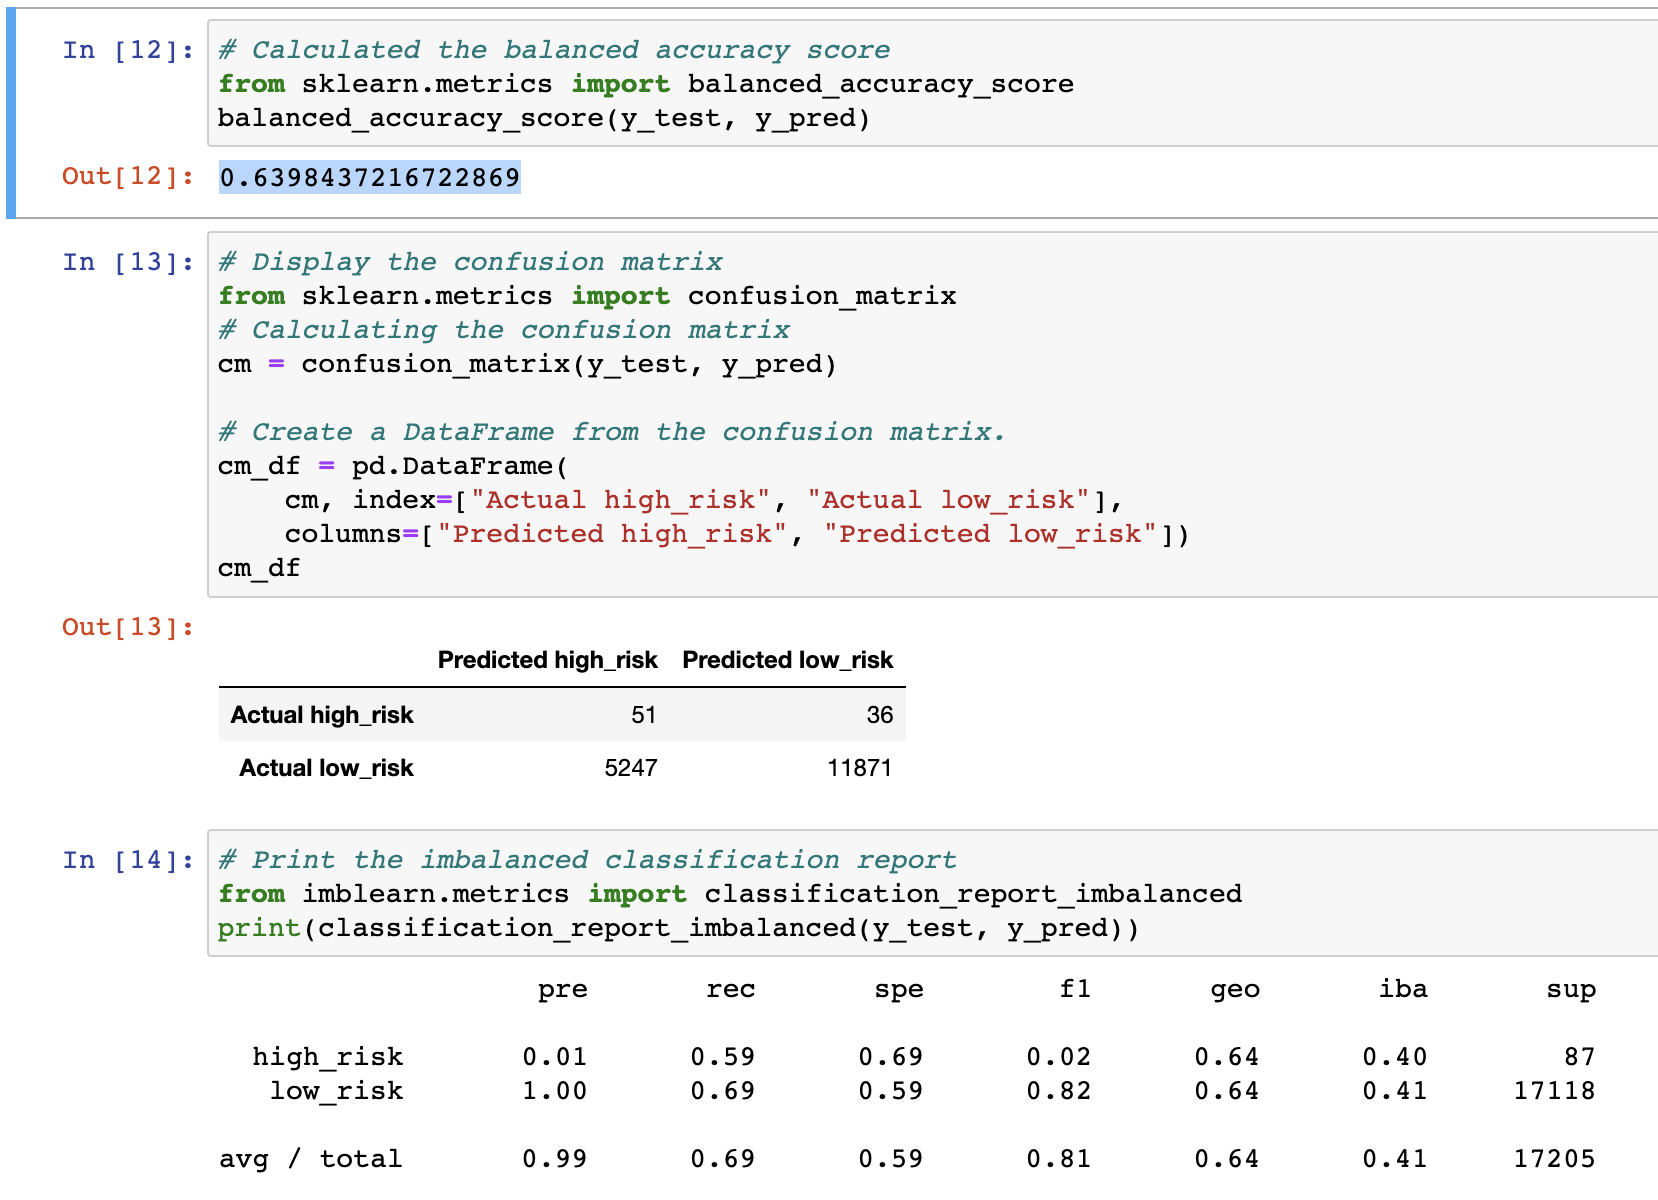 In [12]: # Calculated the balanced accuracy score
from sklearn.metrics import balanced_accuracy_score
balanced_accuracy_score(y_test, y_pred)
Out[12]: 0.6398437216722869
In [13]: # Display the confusion matrix
from sklearn.metrics import confusion_matrix
# Calculating the confusion matrix
cm = confusion_matrix(y_test, y_pred)
# Create a DataFrame from the confusion matrix.
cm_df = pd.DataFrame(
    cm, index=["Actual high_risk", "Actual low_risk"],
    columns=["Predicted high_risk", "Predicted low_risk"])
cm_df
Out[13]:
Predicted high_risk Predicted low_risk
Actual high_risk 51 36
Actual low_risk 5247 11871
In [14]: # Print the imbalanced classification report
from imblearn.metrics import classification_report_imbalanced
print(classification_report_imbalanced(y_test, y_pred))
pre rec spe f1 geo iba sup
high_risk 0.01 0.59 0.69 0.02 0.64 0.40 87
low_risk 1.00 0.69 0.59 0.82 0.64 0.41 17118
avg / total 0.99 0.69 0.59 0.81 0.64 0.41 17205